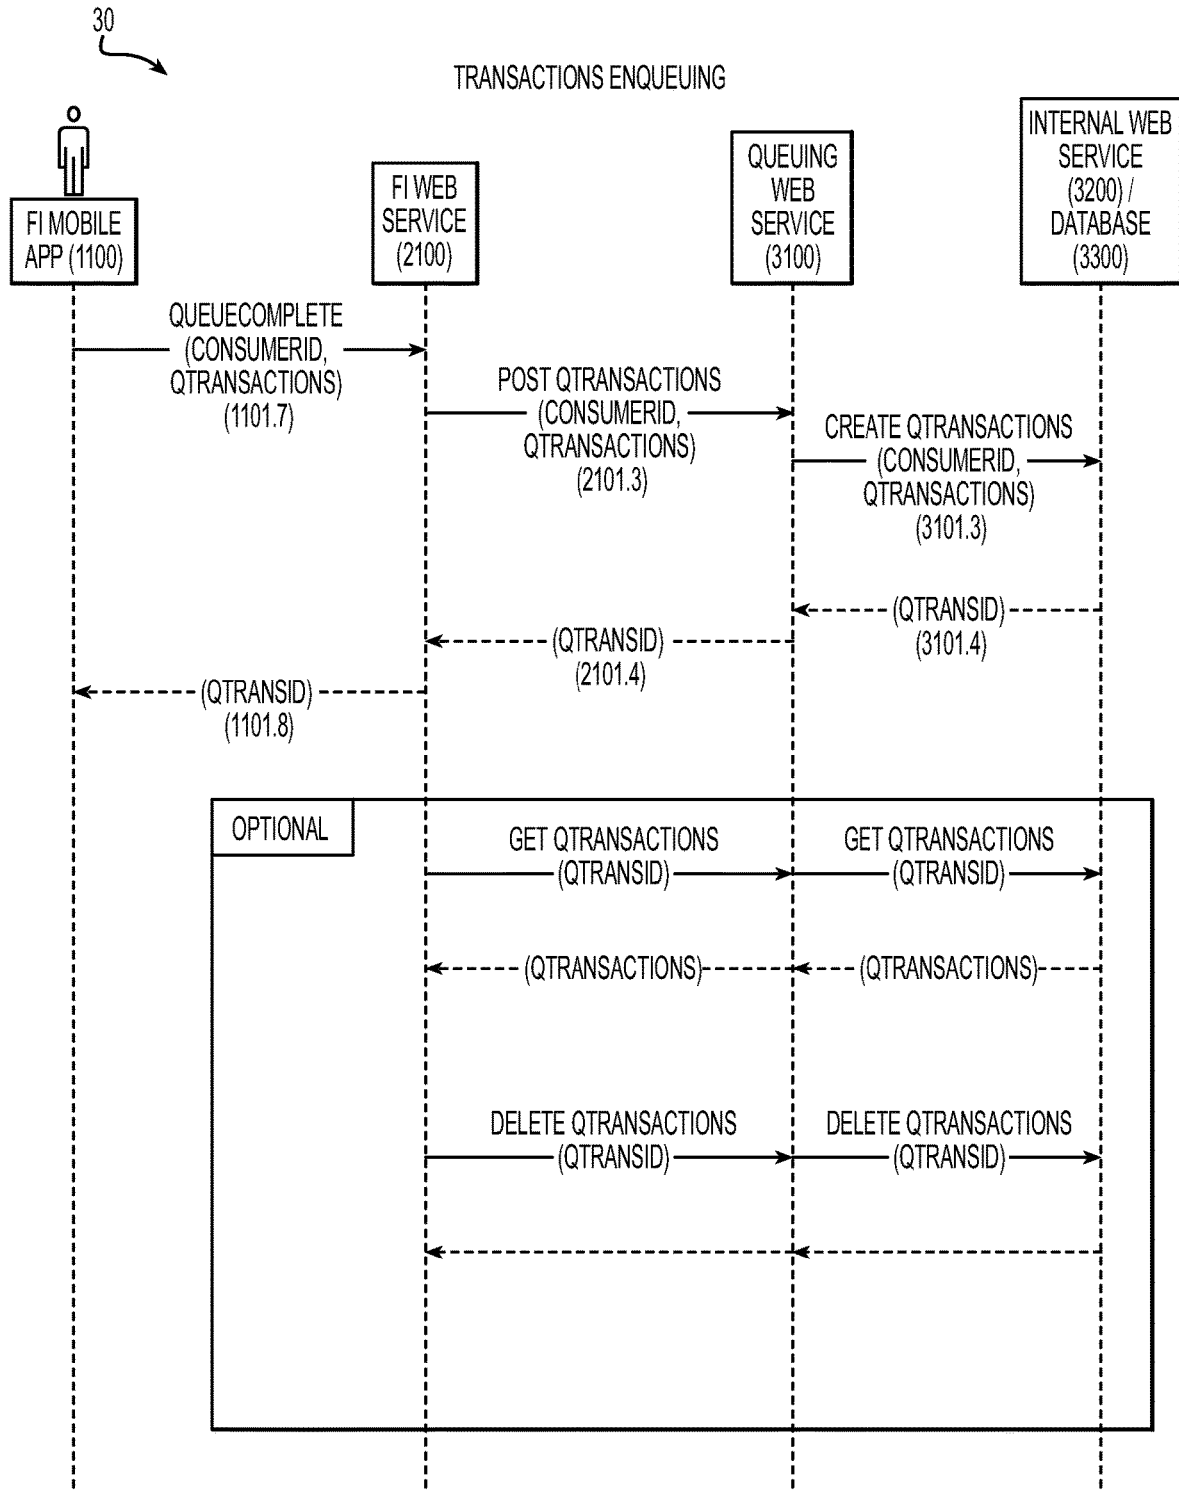 30
TRANSACTIONS ENQUEUING
FI MOBILE
APP (1100)
FI WEB
SERVICE
(2100)
QUEUING
WEB
SERVICE
(3100)
INTERNAL WEB
SERVICE
(3200) /
DATABASE
(3300)
QUEUECOMPLETE
(CONSUMERID,
QTRANSACTIONS)
(1101.7)
POST QTRANSACTIONS
(CONSUMERID,
QTRANSACTIONS)
(2101.3)
CREATE QTRANSACTIONS
(CONSUMERID,
QTRANSACTIONS)
(3101.3)
(QTRANSID)
(3101.4)
(QTRANSID)
(2101.4)
(QTRANSID)
(1101.8)
OPTIONAL
GET QTRANSACTIONS
(QTRANSID)
GET QTRANSACTIONS
(QTRANSID)
(QTRANSACTIONS)
(QTRANSACTIONS)
DELETE QTRANSACTIONS
(QTRANSID)
DELETE QTRANSACTIONS
(QTRANSID)